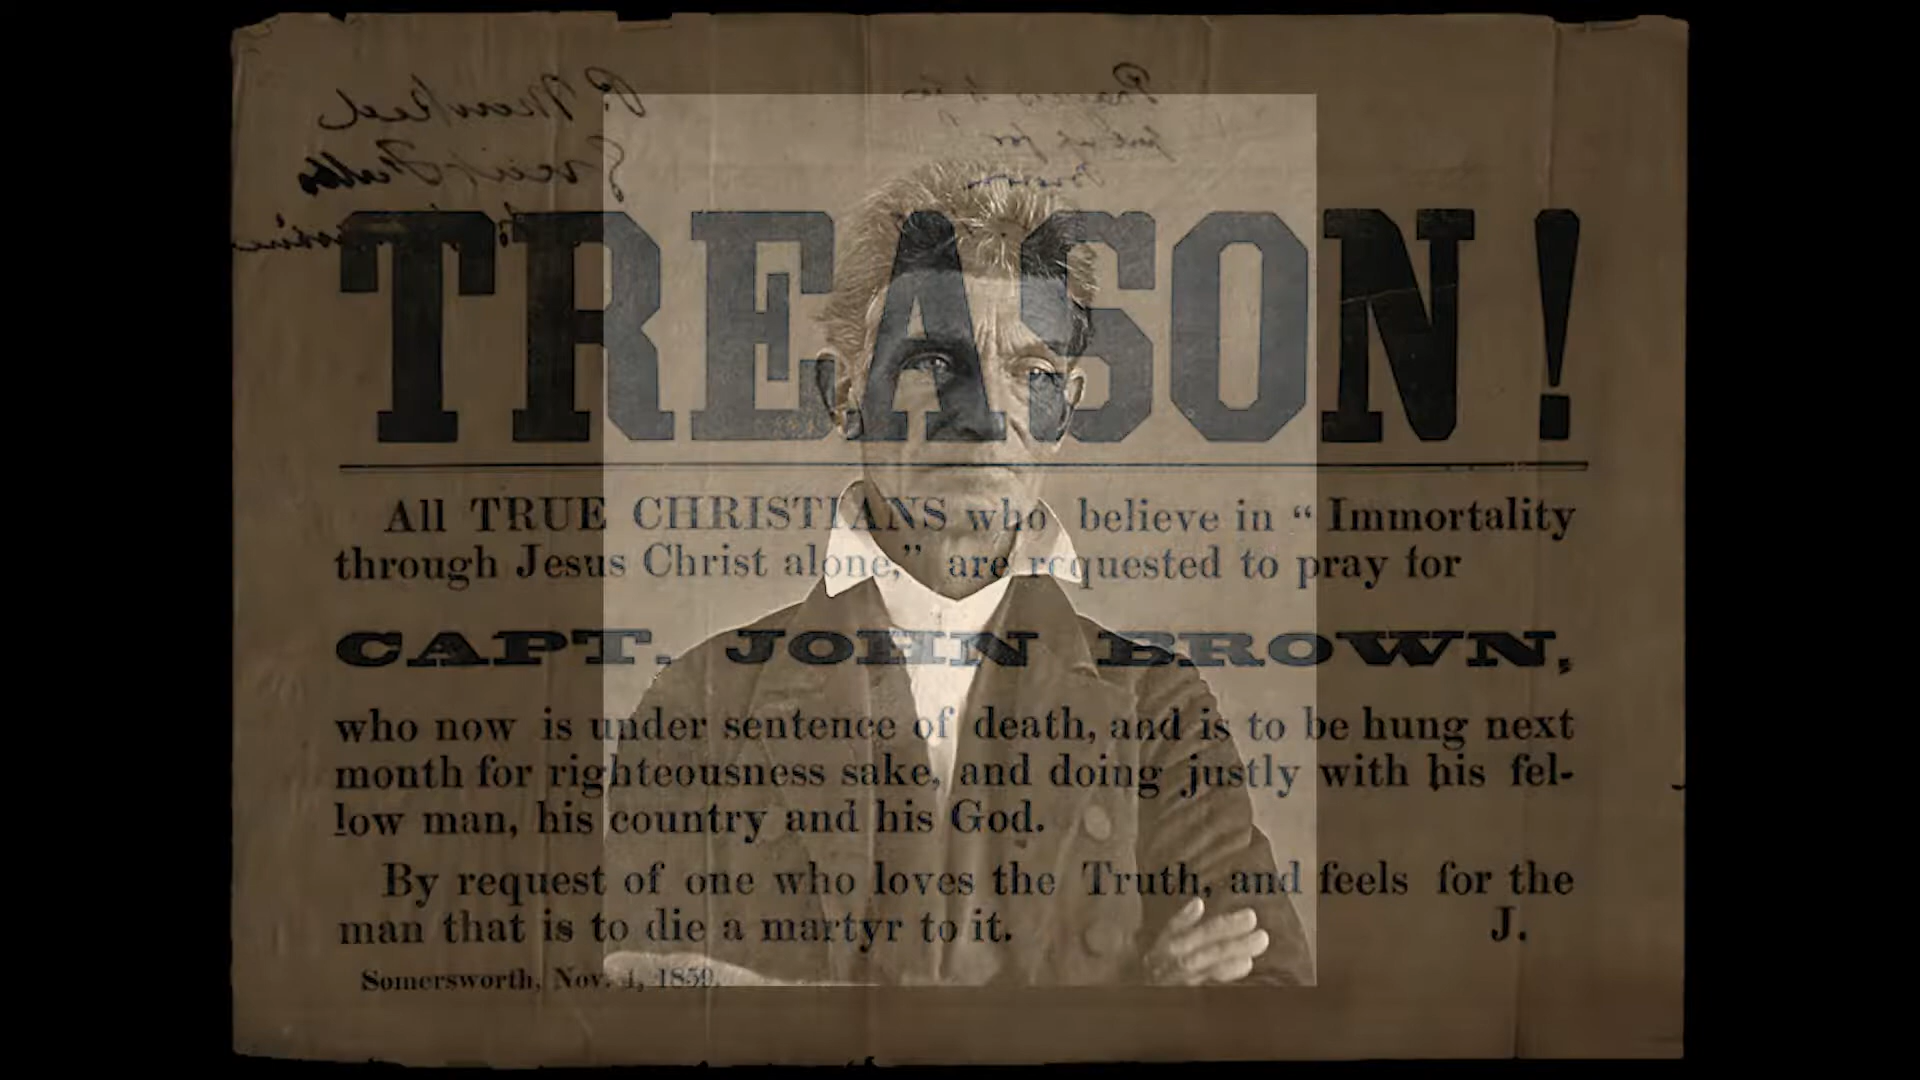 TREASON!
All TRUE CHRISTIANS who believe in “Immortality
through Jesus Christ alone,” are requested to pray for
CAPT. JOHN BROWN,
who now is under sentence of death, and is to be hung next
month for righteousness sake, and doing justly with his fel-
low man, his country and his God.
By request of one who loves the Truth, and feels for the
man that is to die a martyr to it. J.
Somersworth, Nov. 4, 1859.